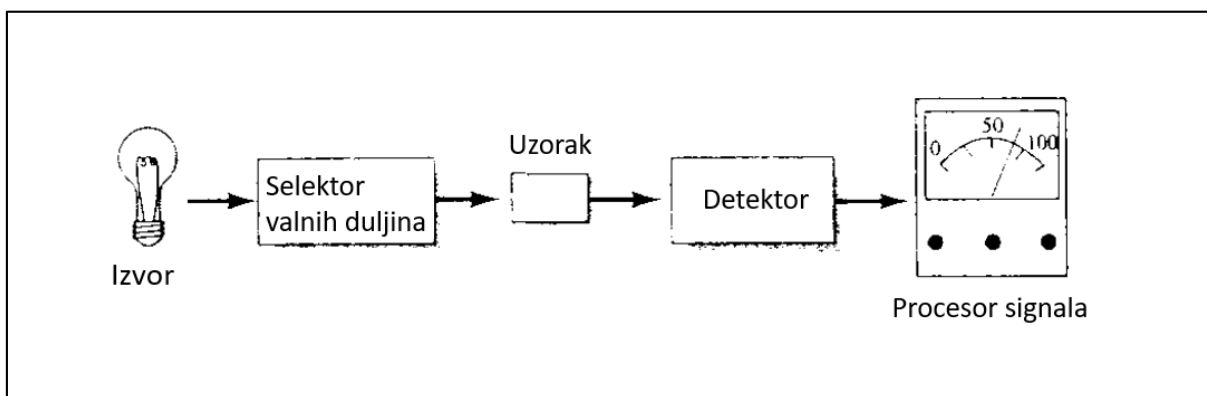 Izvor
Selektor
valnih duljina
Uzorak
Detektor
0
50
100
Procesor signala